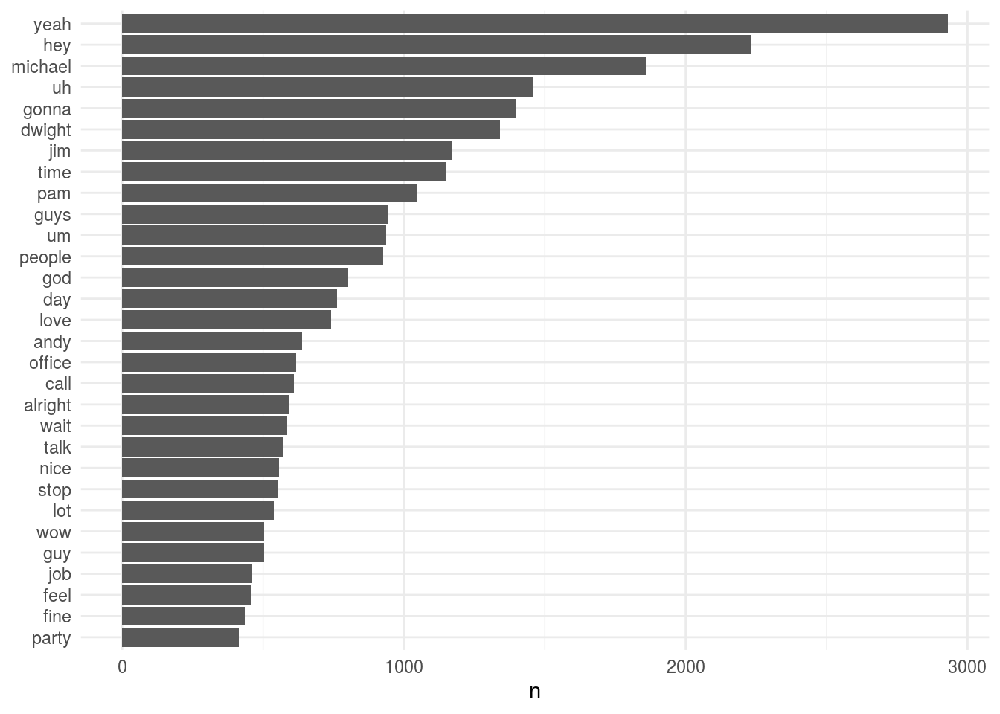 yeah
hey
michael
uh
gonna
dwight
jim
time
pam
guys
um
people
god
day
love
andy
office
call
alright
wait
talk
nice
stop
lot
wow
guy
job
feel
fine
party
0 1000 2000 3000
n